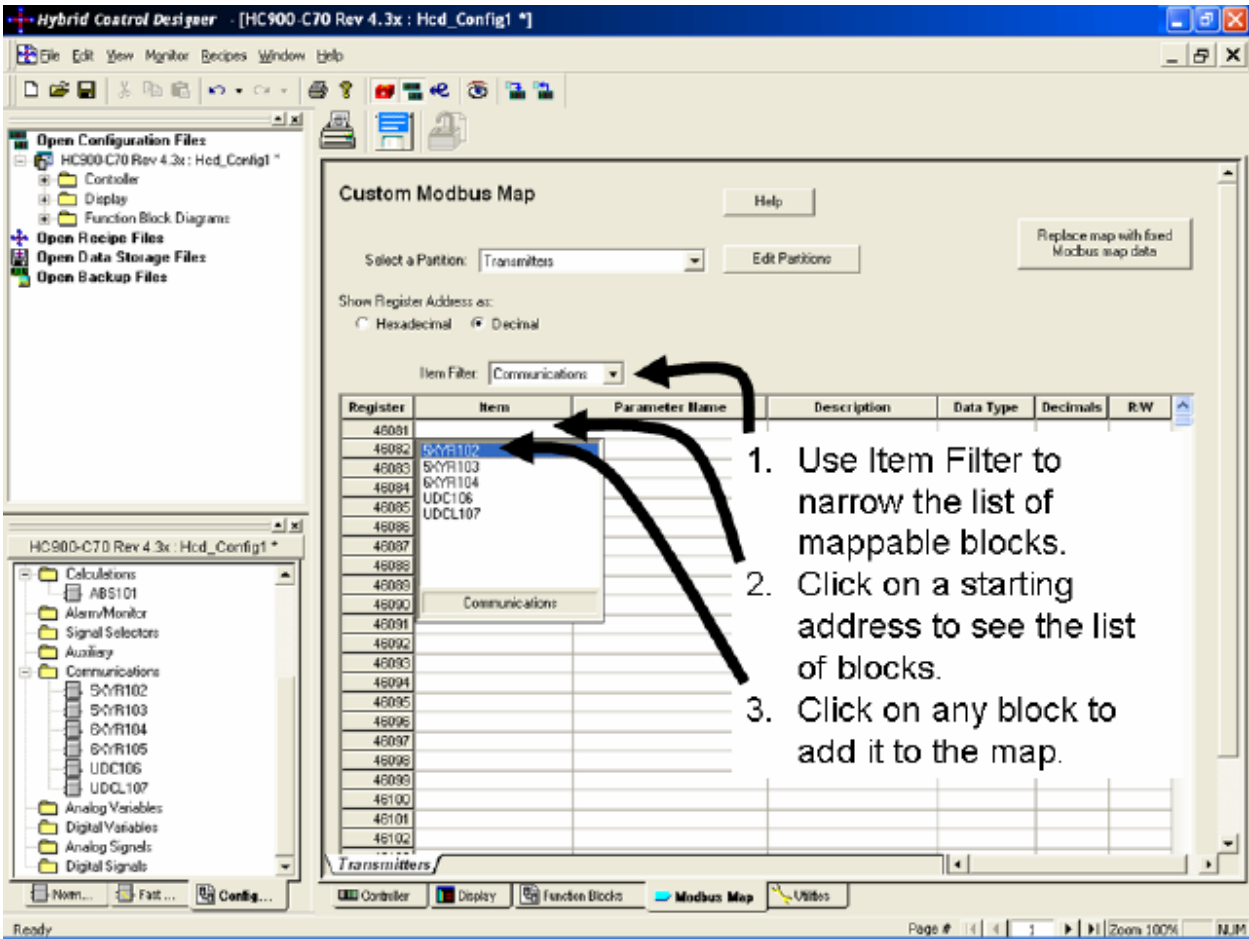 Hybrid Control Designer - [HC900-C70 Rev 4.3x : Hcd_Config1 *]
File Edit View Monitor Recipes Window Help
Open Configuration Files
HC900-C70 Rev 4.3x : Hcd_Config1 *
Controller
Display
Function Block Diagrams
Open Recipe Files
Open Data Storage Files
Open Backup Files
HC900-C70 Rev 4.3x : Hcd_Config1 *
Calculations
ABS101
Alarm/Monitor
Signal Selectors
Auxiliary
Communications
5XYR102
5XYR103
6XYR104
6XYR105
UDC106
UDCL107
Analog Variables
Digital Variables
Analog Signals
Digital Signals
Norm... Fast ... Config...
Custom Modbus Map
Help
Replace map with fixed
Modbus map data
Select a Partition: Transmitters
Edit Partitions
Show Register Address as:
Hexadecimal Decimal
Item Filter: Communications
Register Item Parameter Name Description Data Type Decimals R/W
46081
46082 5XYR102
46083 5XYR103
46084 6XYR104
46085 UDC106
46086 UDCL107
46087
46088
46089
46090 Communications
46091
46092
46093
46094
46095
46096
46097
46098
46099
46100
46101
46102
1. Use Item Filter to
narrow the list of
mappable blocks.
2. Click on a starting
address to see the list
of blocks.
3. Click on any block to
add it to the map.
Transmitters
Controller Display Function Blocks Modbus Map Utilities
Ready Page # 1 Zoom 100% NUM